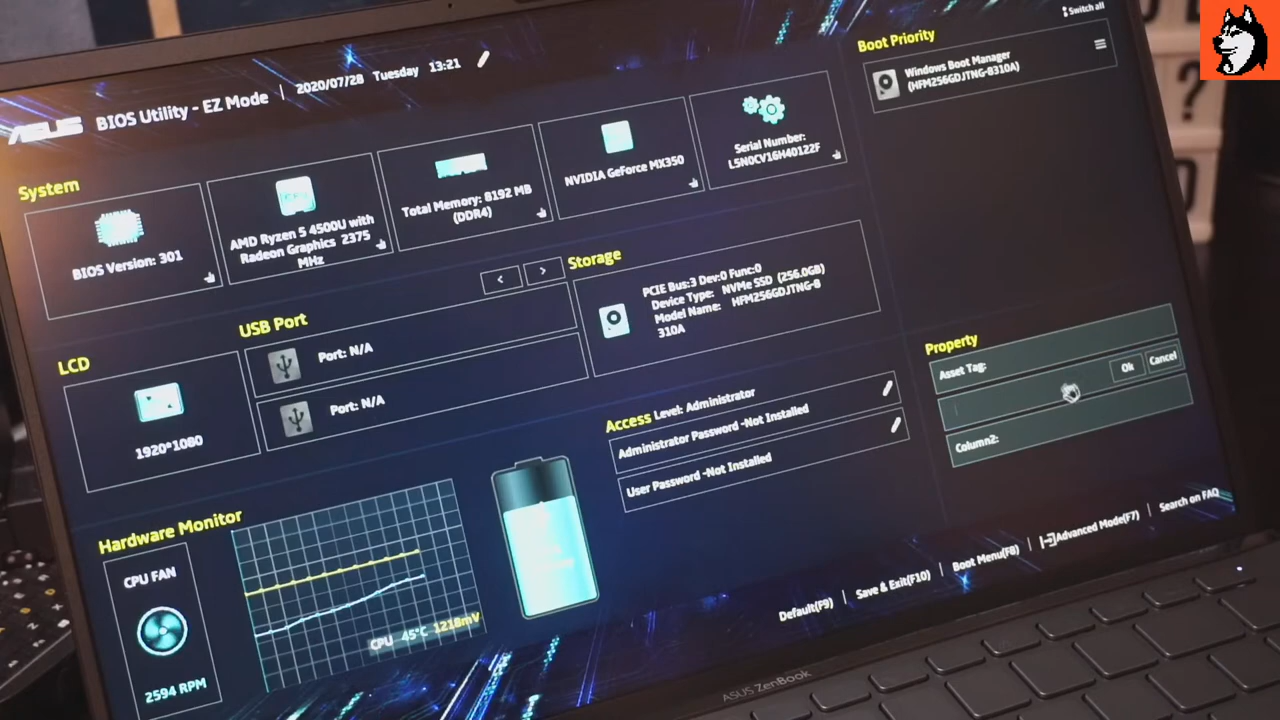 Switch all
ASUS BIOS Utility - EZ Mode 2020/07/28 Tuesday 13:21
Boot Priority
Windows Boot Manager
(HFM256GDJTNG-8310A)
System
BIOS Version: 301
AMD Ryzen 5 4500U with
Radeon Graphics 2375
MHz
Total Memory: 8192 MB
(DDR4)
NVIDIA GeForce MX350
Serial Number:
L5N0CV16H40122F
< >
Storage
PCIE Bus:3 Dev:0 Func:0
Device Type: NVMe SSD (256.0GB)
Model Name: HFM256GDJTNG-8
310A
USB Port
Port: N/A
Port: N/A
LCD
1920*1080
Access Level: Administrator
Administrator Password -Not Installed
User Password -Not Installed
Property
Asset Tag:
Ok Cancel
Column2:
Hardware Monitor
CPU FAN
2594 RPM
CPU 45°C 1218mV
Default(F9) Save & Exit(F10) Boot Menu(F8) Advanced Mode(F7) Search on FAQ
ASUS ZenBook
?